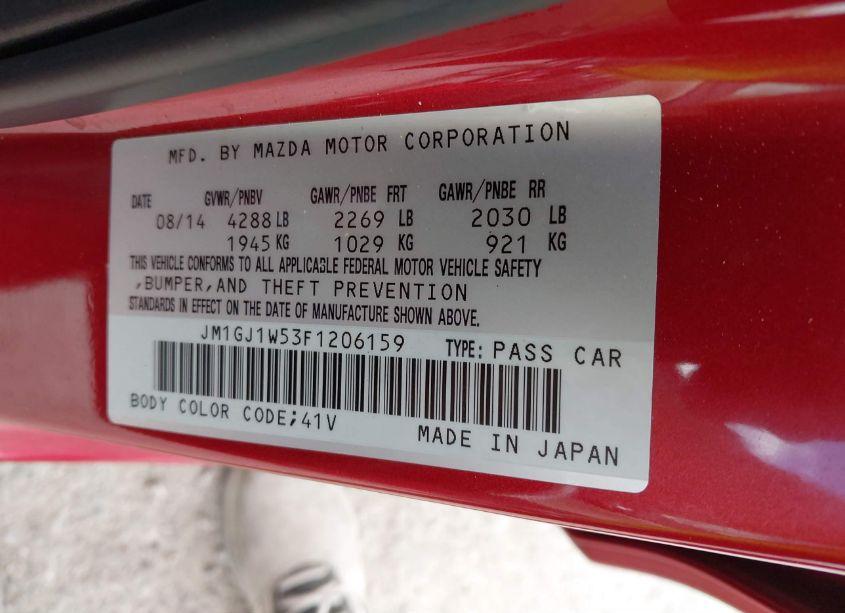 MFD. BY MAZDA MOTOR CORPORATION
DATE GVWR/PNBV GAWR/PNBE FRT GAWR/PNBE RR
08/14 4288 LB 2269 LB 2030 LB
1945 KG 1029 KG 921 KG
THIS VEHICLE CONFORMS TO ALL APPLICABLE FEDERAL MOTOR VEHICLE SAFETY
,BUMPER,AND THEFT PREVENTION
STANDARDS IN EFFECT ON THE DATE OF MANUFACTURE SHOWN ABOVE.
JM1GJ1W53F1206159 TYPE: PASS CAR
BODY COLOR CODE;41V
MADE IN JAPAN